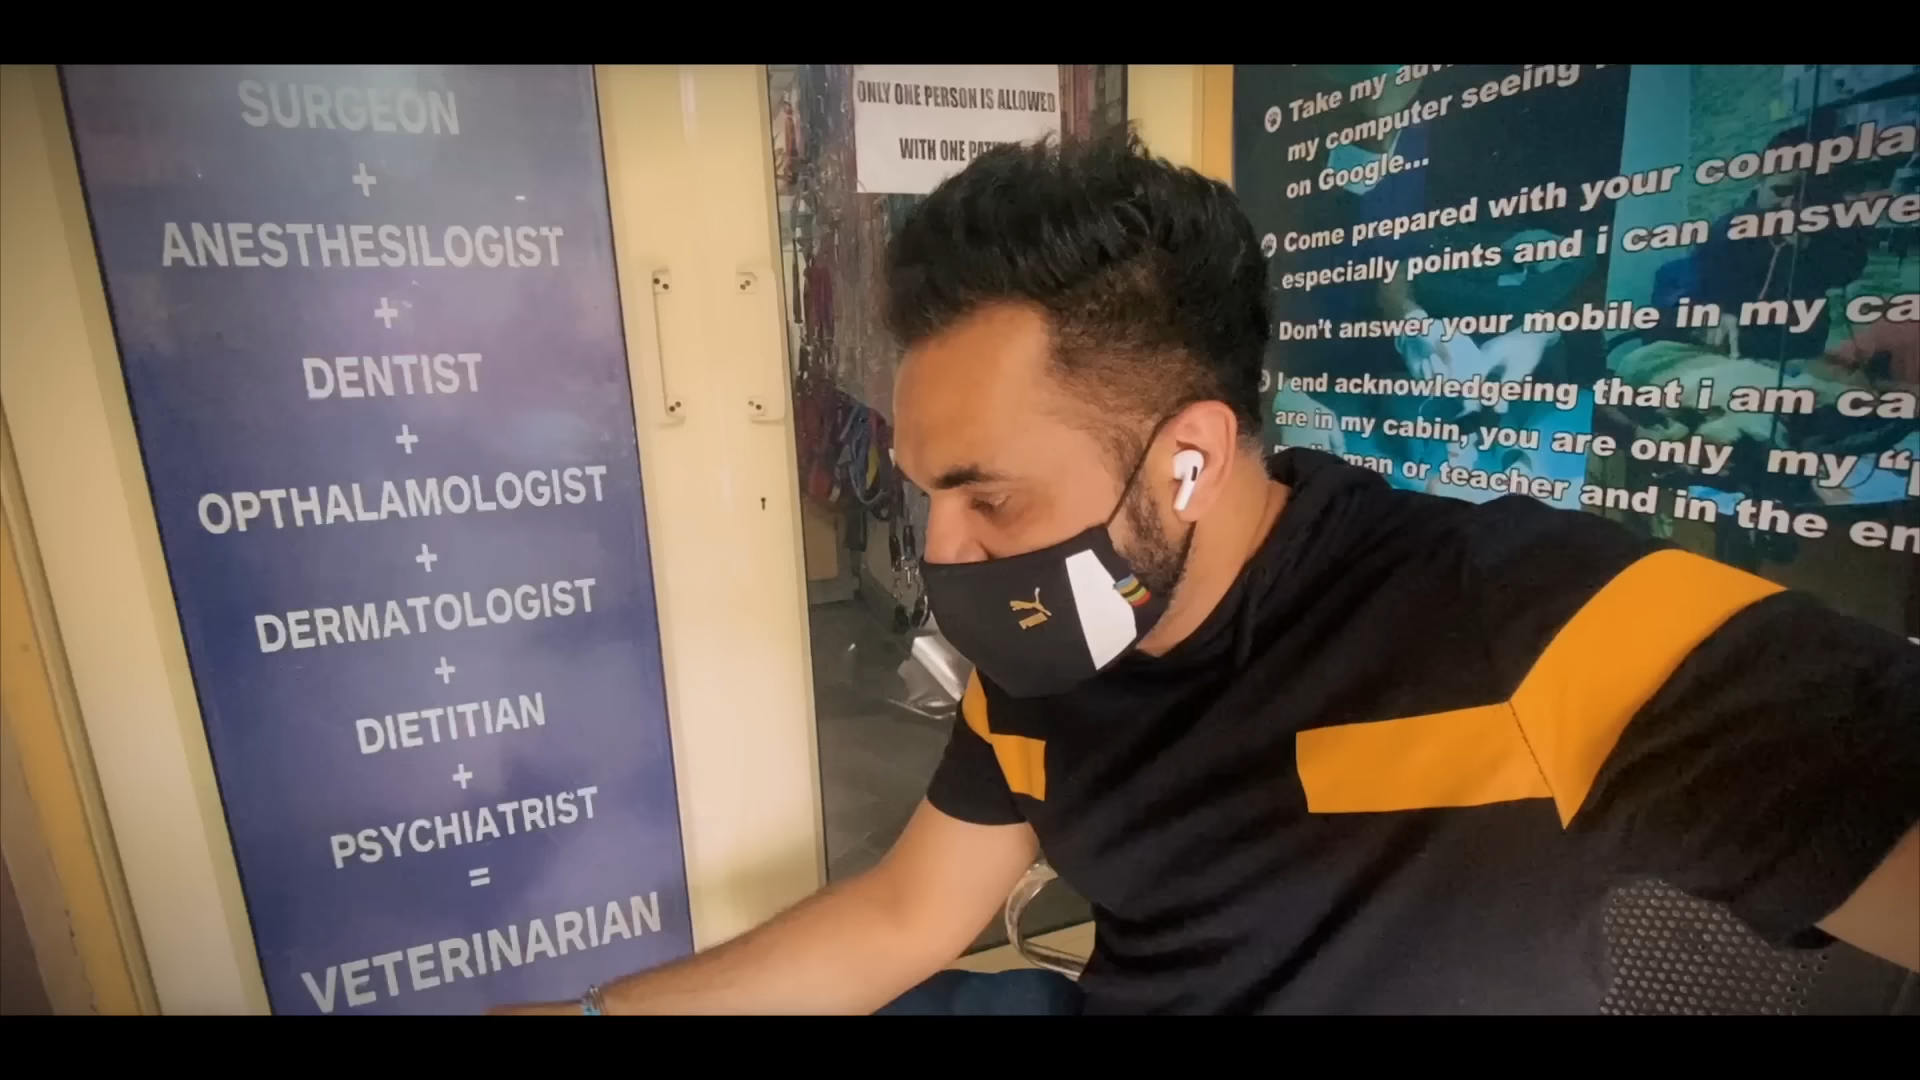 SURGEON
+
ANESTHESILOGIST
+
DENTIST
+
OPTHALAMOLOGIST
+
DERMATOLOGIST
+
DIETITIAN
+
PSYCHIATRIST
=
VETERINARIAN
ONLY ONE PERSON IS ALLOWED
WITH ONE
Take my
my computer seeing
on Google...
Come prepared with your
especially points and i can
Don't answer your mobile in my
I end acknowledgeing that i am
are in my cabin, you are only my
man or teacher and in the